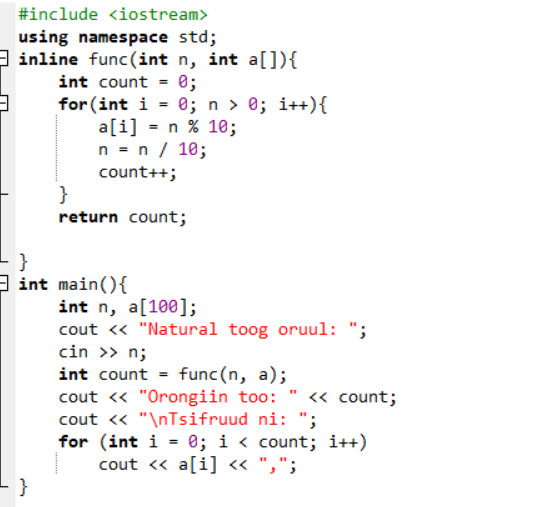 #include <iostream>
using namespace std;
inline func(int n, int a[]){
    int count = 0;
    for(int i = 0; n > 0; i++){
        a[i] = n % 10;
        n = n / 10;
        count++;
    }
    return count;

}
int main(){
    int n, a[100];
    cout << "Natural toog oruul: ";
    cin >> n;
    int count = func(n, a);
    cout << "Orongiin too: " << count;
    cout << "\nTsifruud ni: ";
    for (int i = 0; i < count; i++)
        cout << a[i] << ",";
}